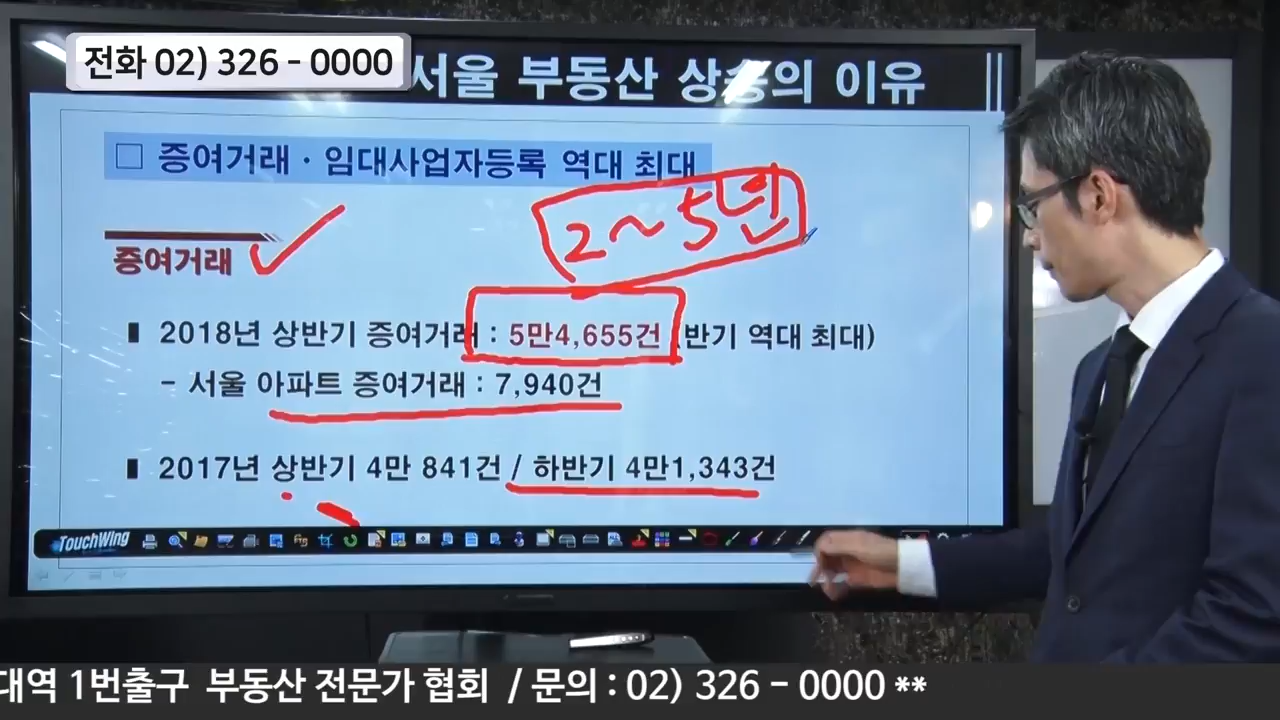 전화 02) 326 - 0000
서울 부동산 상승의 이유
□ 증여거래 · 임대사업자등록 역대 최대
2~5년
증여거래
2018년 상반기 증여거래 : 5만4,655건 (반기 역대 최대)
- 서울 아파트 증여거래 : 7,940건
2017년 상반기 4만 841건 / 하반기 4만1,343건
TouchWing
대역 1번출구 부동산 전문가 협회 / 문의 : 02) 326 - 0000 **